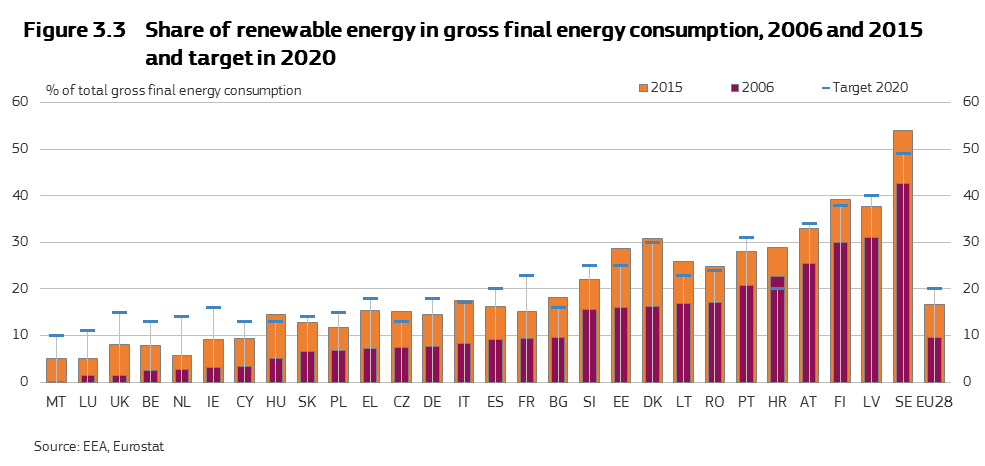 Figure 3.3 Share of renewable energy in gross final energy consumption, 2006 and 2015
and target in 2020
% of total gross final energy consumption
2015 2006 Target 2020
60 60
50 50
40 40
30 30
20 20
10 10
0 0
MT LU UK BE NL IE CY HU SK PL EL CZ DE IT ES FR BG SI EE DK LT RO PT HR AT FI LV SE EU28
Source: EEA, Eurostat